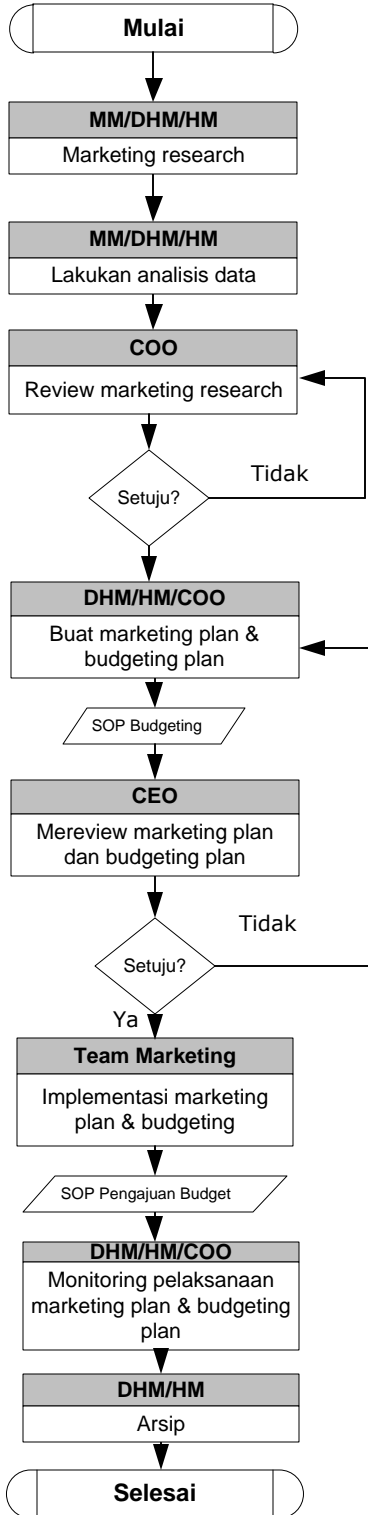 Mulai
MM/DHM/HM
Marketing research
MM/DHM/HM
Lakukan analisis data
COO
Review marketing research
Setuju?
Tidak
DHM/HM/COO
Buat marketing plan &
budgeting plan
SOP Budgeting
CEO
Mereview marketing plan
dan budgeting plan
Tidak
Setuju?
Ya
Team Marketing
Implementasi marketing
plan & budgeting
SOP Pengajuan Budget
DHM/HM/COO
Monitoring pelaksanaan
marketing plan & budgeting
plan
DHM/HM
Arsip
Selesai